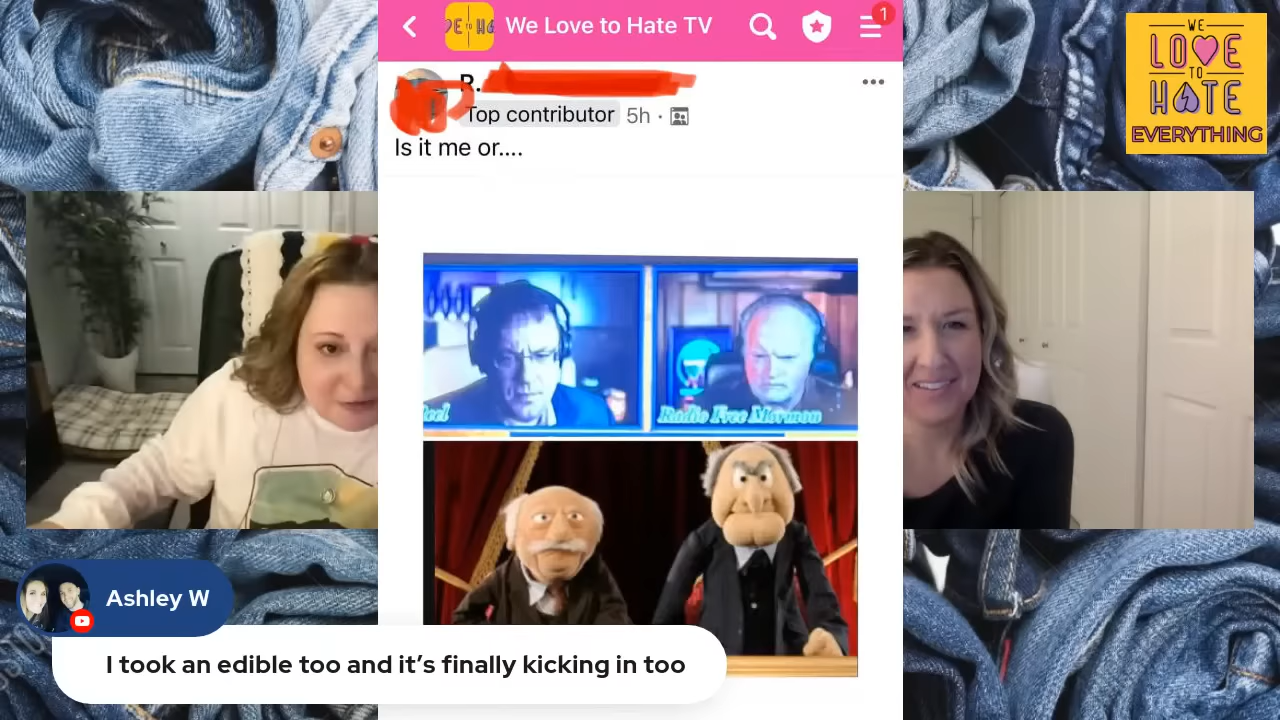 We Love to Hate TV
1
R.
Top contributor 5h ·
Is it me or....
Radio Free Mormon
Ashley W
I took an edible too and it's finally kicking in too
WE
LOVE
TO
HATE
EVERYTHING